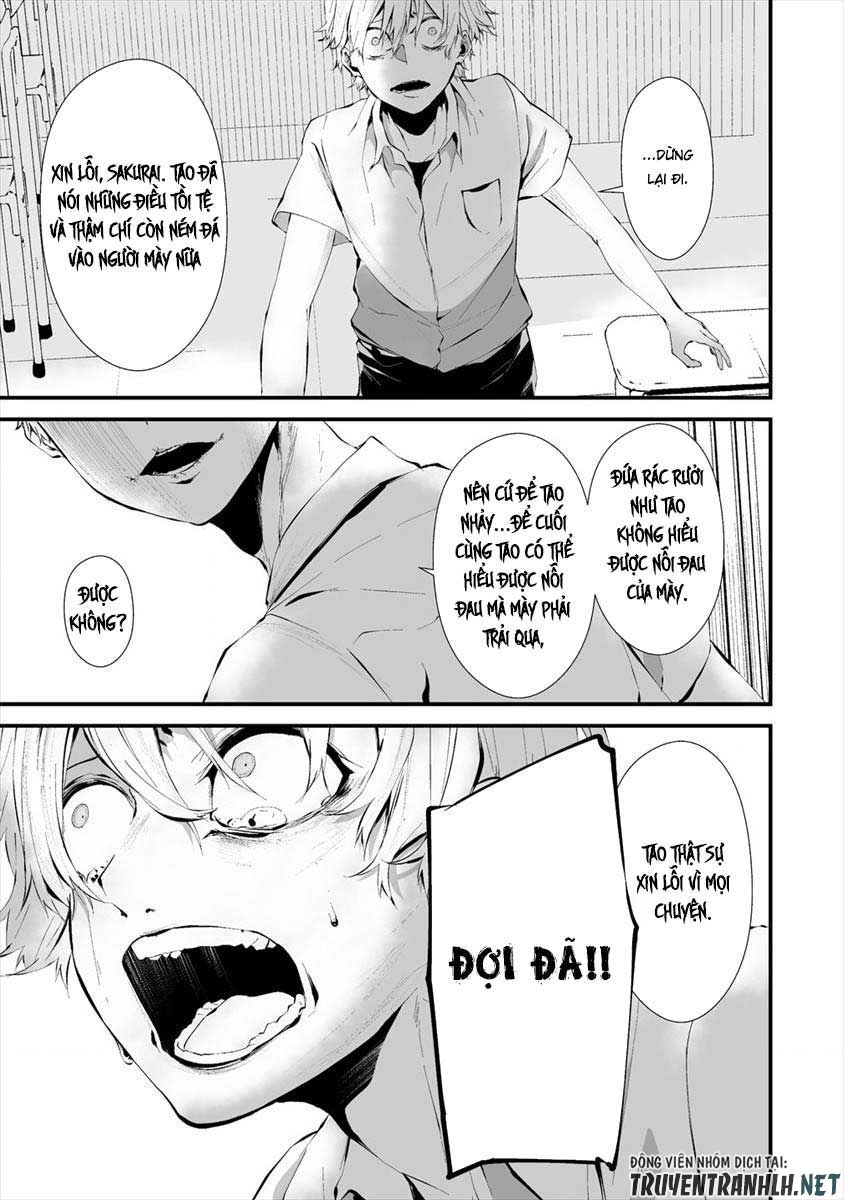 ...DỪNG
LẠI ĐI.
XIN LỖI, SAKURAI. TAO ĐÃ
NÓI NHỮNG ĐIỀU TỒI TỆ
VÀ THẬM CHÍ CÒN NÉM ĐÁ
VÀO NGƯỜI MÀY NỮA
ĐỨA RÁC RƯỞI
NHƯ TAO
KHÔNG HIỂU
ĐƯỢC NỖI ĐAU
CỦA MÀY.
NÊN CỨ ĐỂ TAO
NHẢY...ĐỂ CUỐI
CÙNG TAO CÓ THỂ
HIỂU ĐƯỢC NỖI
ĐAU MÀ MÀY PHẢI
TRẢI QUA,
ĐƯỢC
KHÔNG?
TAO THẬT SỰ
XIN LỖI VÌ MỌI
CHUYỆN.
ĐỢI ĐÃ!!
ĐỘNG VIÊN NHÓM DỊCH TẠI:
TRUYENTRANHLH.NET